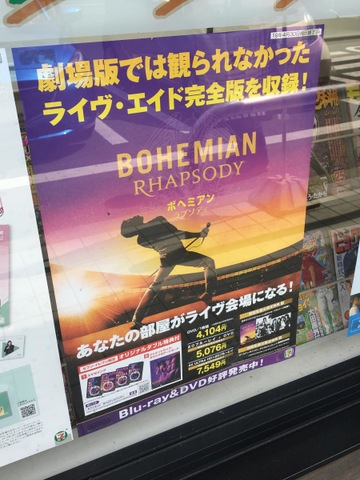 劇場版では観られなかった
ライヴ・エイド完全版を収録!
BOHEMIAN
RHAPSODY
ボヘミアン
ラプソディ
あなたの部屋がライヴ会場になる!
オリジナルダブル特典付
4,104円
5,076円
7,549円
Blu-ray&DVD好評発売中!